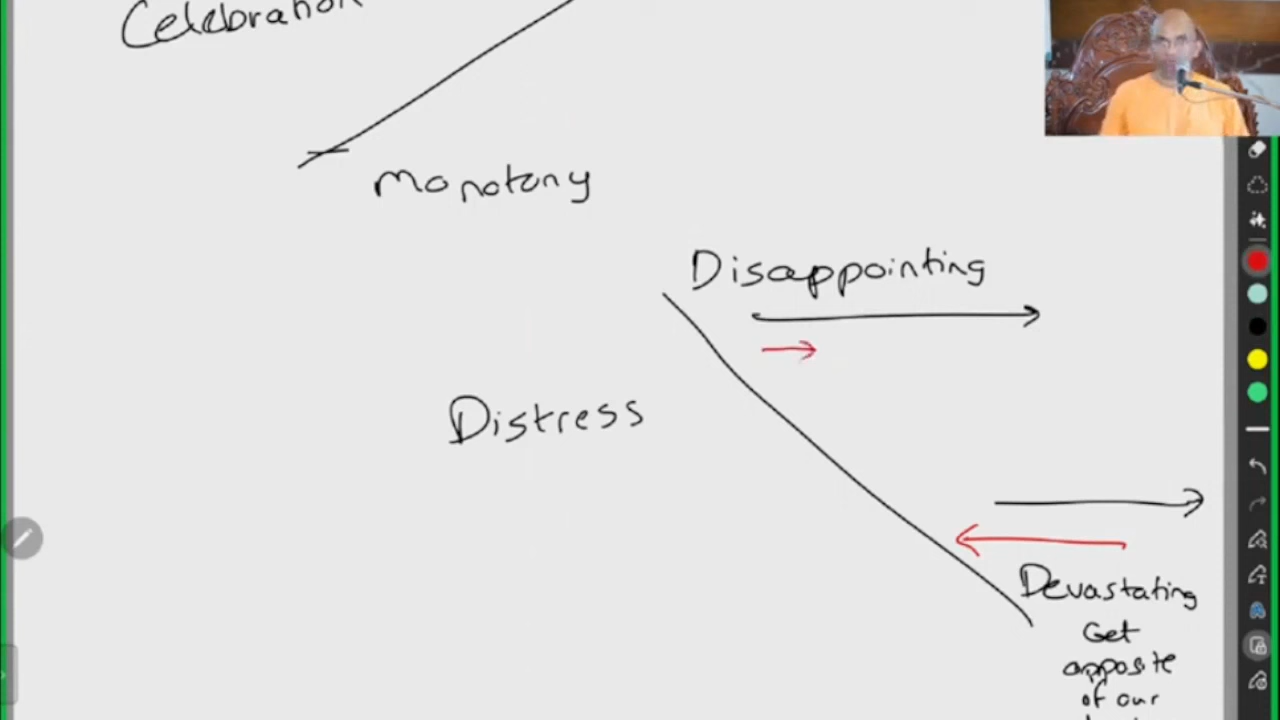 Celebration
Monotony
Disappointing
Distress
Devastating
Get
opposite
of our